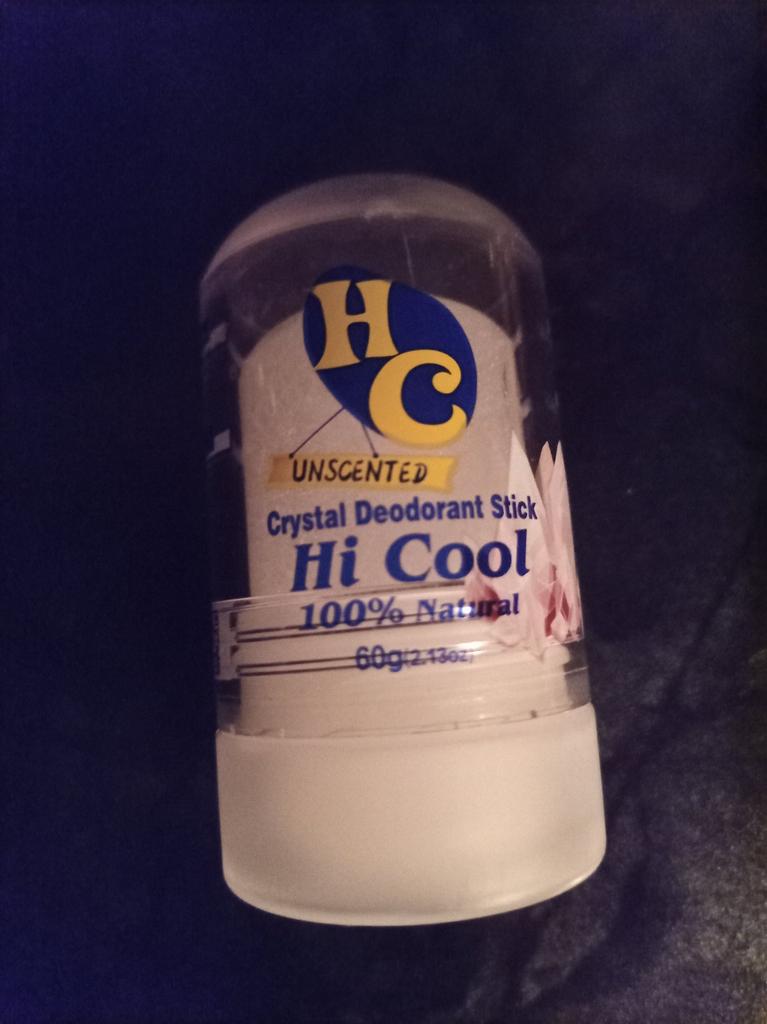 HC
UNSCENTED
Crystal Deodorant Stick
Hi Cool
100% Natural
60g(2.13oz)